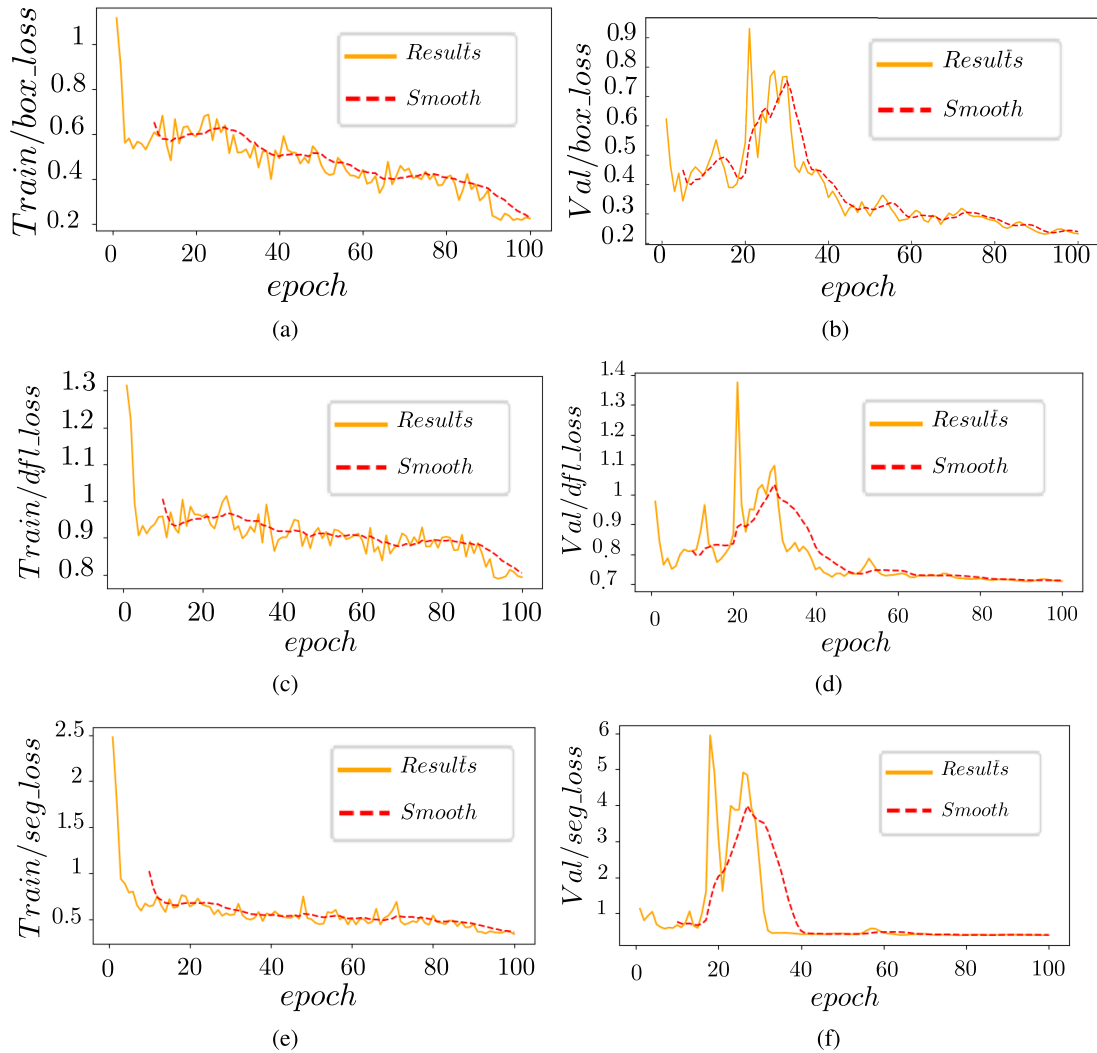 Train/box_loss
1
0.8
0.6
0.4
0.2
Results
Smooth
0 20 40 60 80 100
epoch
(a)
Val/box_loss
0.9
0.8
0.7
0.6
0.5
0.4
0.3
0.2
Results
Smooth
0 20 40 60 80 100
epoch
(b)
Train/dfl_loss
1.3
1.2
1.1
1
0.9
0.8
Results
Smooth
0 20 40 60 80 100
epoch
(c)
Val/dfl_loss
1.4
1.3
1.2
1.1
1
0.9
0.8
0.7
.6
Results
Smooth
0 20 40 60 80 100
epoch
(d)
Train/seg_loss
2.5
2
1.5
1
0.5
Results
Smooth
0 20 40 60 80 100
epoch
(e)
Val/seg_loss
6
5
4
3
2
1
Results
Smooth
0 20 40 60 80 100
epoch
(f)